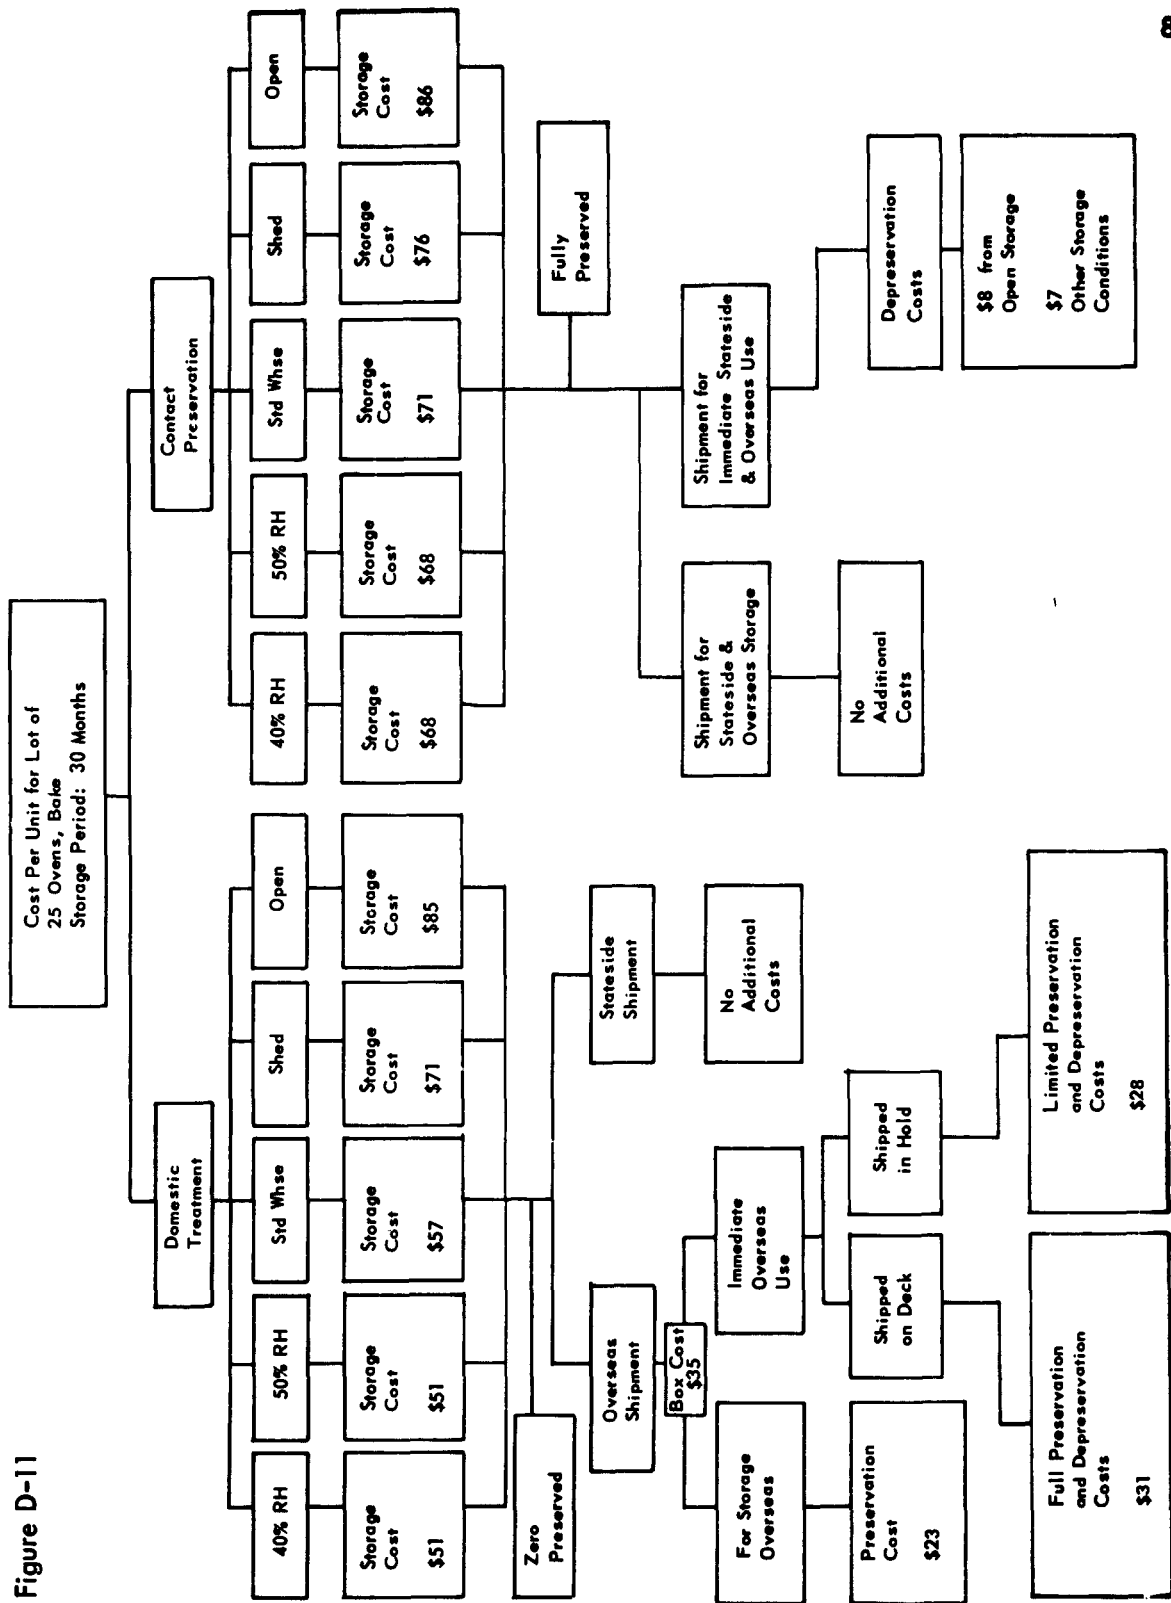 Figure D-11
Cost Per Unit for Lot of
25 Ovens, Bake
Storage Period: 30 Months
Domestic
Treatment
Contact
Preservation
40% RH
50% RH
Std Whse
Shed
Open
40% RH
50% RH
Std Whse
Shed
Open
Storage
Cost
$51
Storage
Cost
$51
Storage
Cost
$57
Storage
Cost
$71
Storage
Cost
$85
Storage
Cost
$68
Storage
Cost
$68
Storage
Cost
$71
Storage
Cost
$76
Storage
Cost
$86
Zero
Preserved
Fully
Preserved
Overseas
Shipment
Stateside
Shipment
Shipment for
Stateside &
Overseas Storage
Shipment for
Immediate Stateside
& Overseas Use
Box Cost
$35
No
Additional
Costs
For Storage
Overseas
Immediate
Overseas
Use
No
Additional
Costs
Depreservation
Costs
Preservation
Cost
$23
Shipped
on Deck
Shipped
in Hold
$8 from
Open Storage
$7
Other Storage
Conditions
Full Preservation
and Depreservation
Costs
$31
Limited Preservation
and Depreservation
Costs
$28